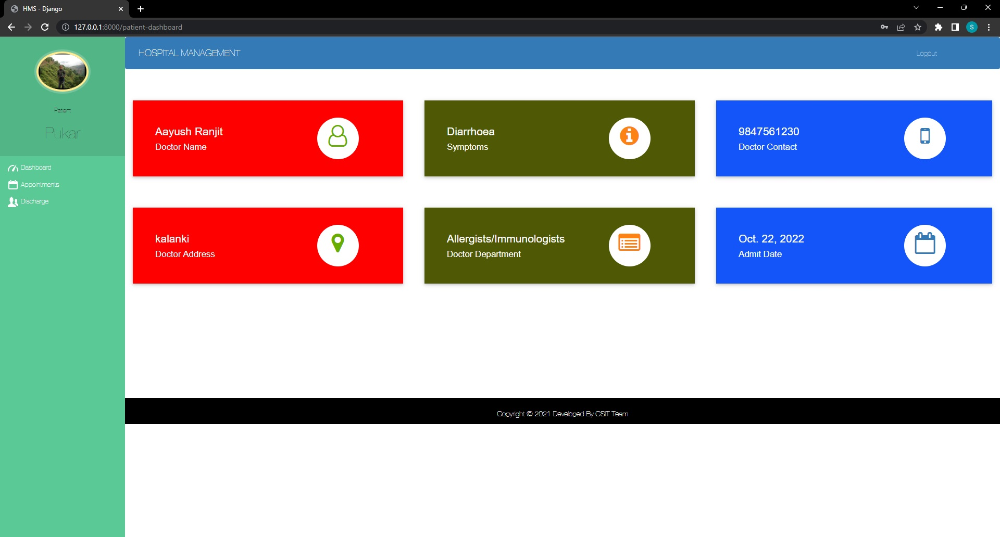 HMS - Django
127.0.0.1:8000/patient-dashboard
S
HOSPITAL MANAGEMENT
Logout
Patient
Pukar
Dashboard
Appointments
Discharge
Aayush Ranjit
Doctor Name
Diarrhoea
Symptoms
9847561230
Doctor Contact
kalanki
Doctor Address
Allergists/Immunologists
Doctor Department
Oct. 22, 2022
Admit Date
Copyright © 2021 Developed By CSIT Team